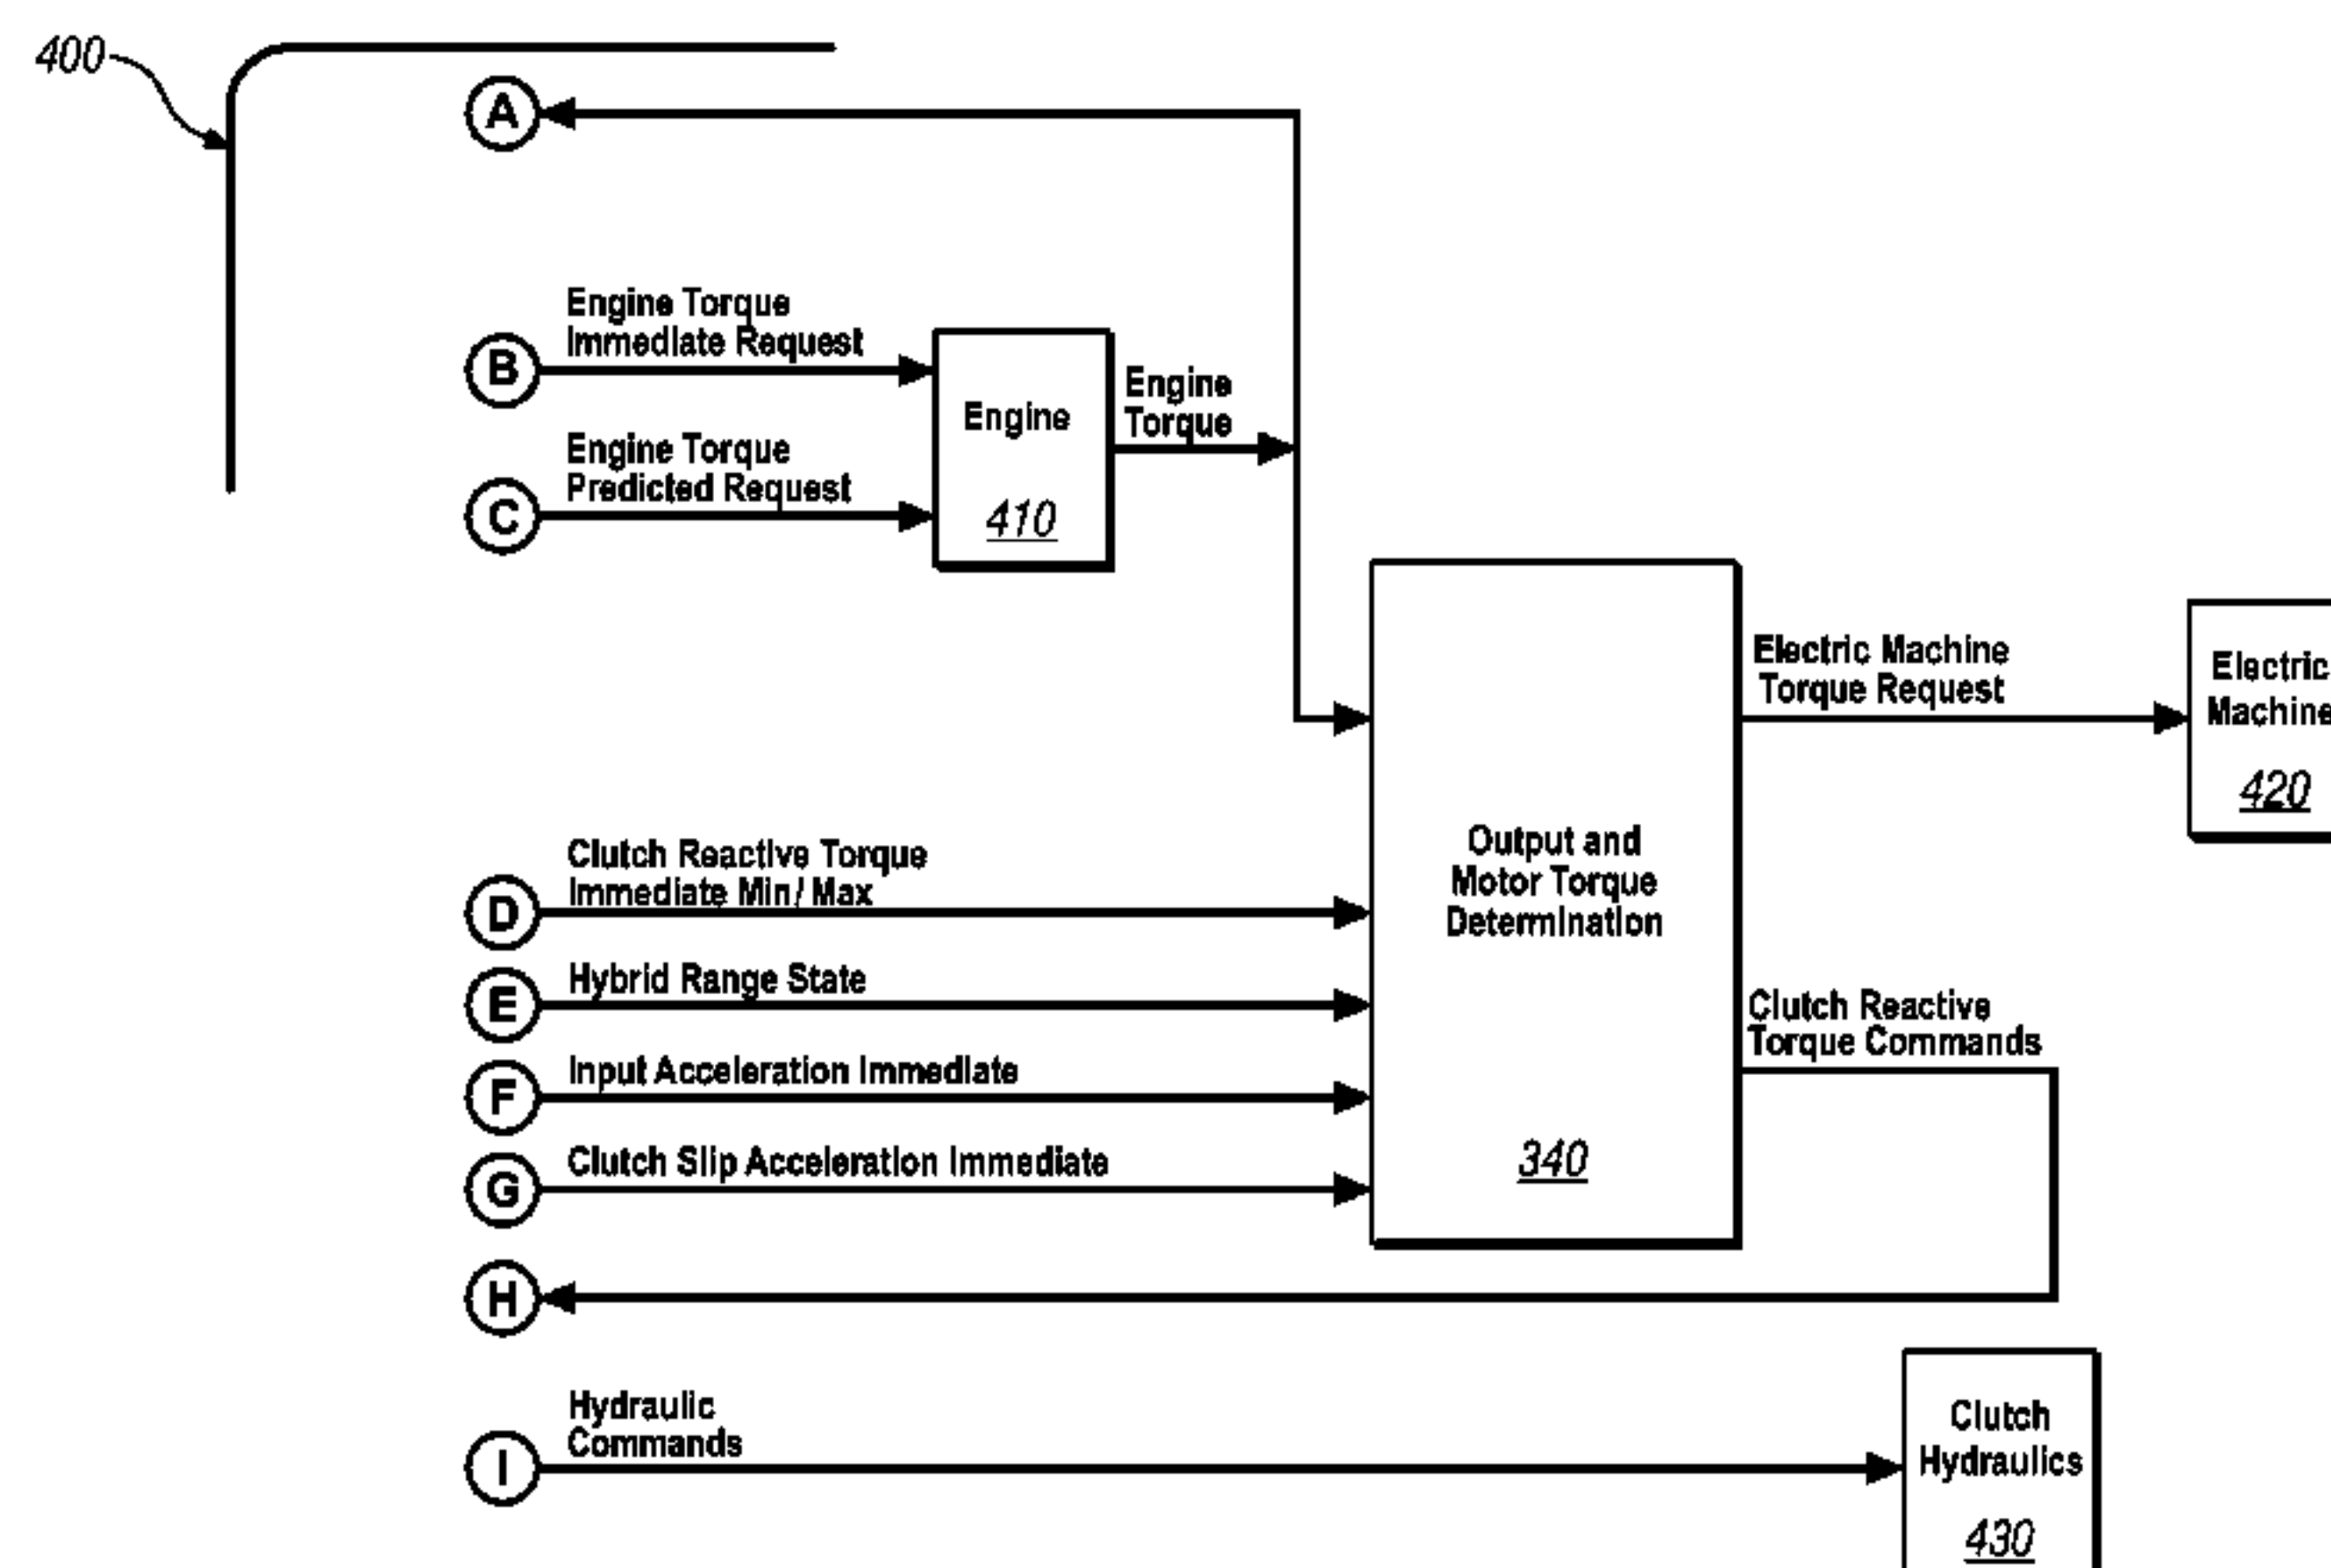 400
A
Engine Torque
Immediate Request
B
Engine Torque
Predicted Request
C
Engine
410
Engine
Torque
Electric Machine
Torque Request
Electric
Machine
420
Output and
Motor Torque
Determination
340
Clutch Reactive Torque
Immediate Min/ Max
D
Hybrid Range State
E
Input Acceleration Immediate
F
Clutch Slip Acceleration Immediate
G
Clutch Reactive
Torque Commands
H
Hydraulic
Commands
I
Clutch
Hydraulics
430